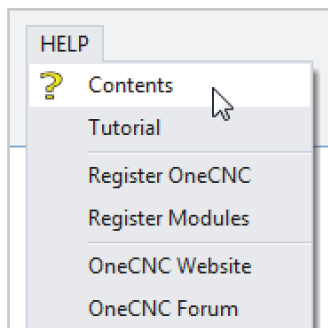 HELP
Contents
Tutorial
Register OneCNC
Register Modules
OneCNC Website
OneCNC Forum